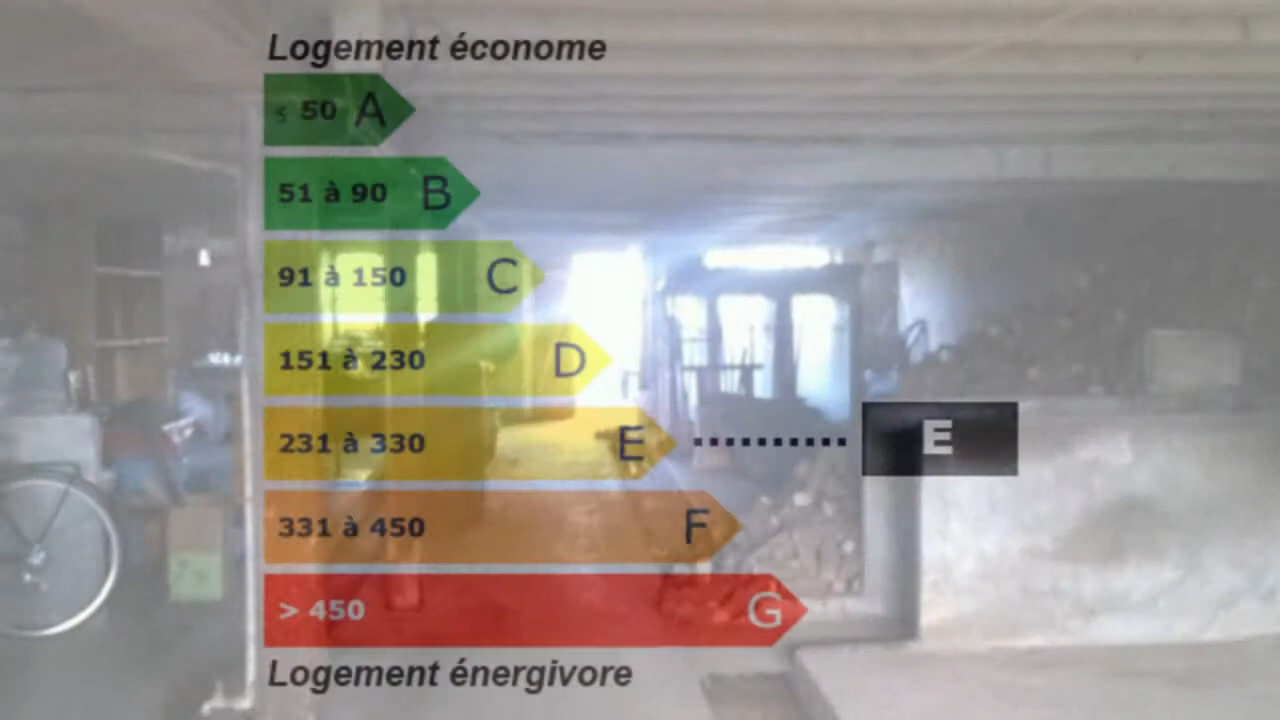 Logement économe
≤ 50 A
51 à 90 B
91 à 150 C
151 à 230 D
231 à 330 E
E
331 à 450 F
> 450 G
Logement énergivore